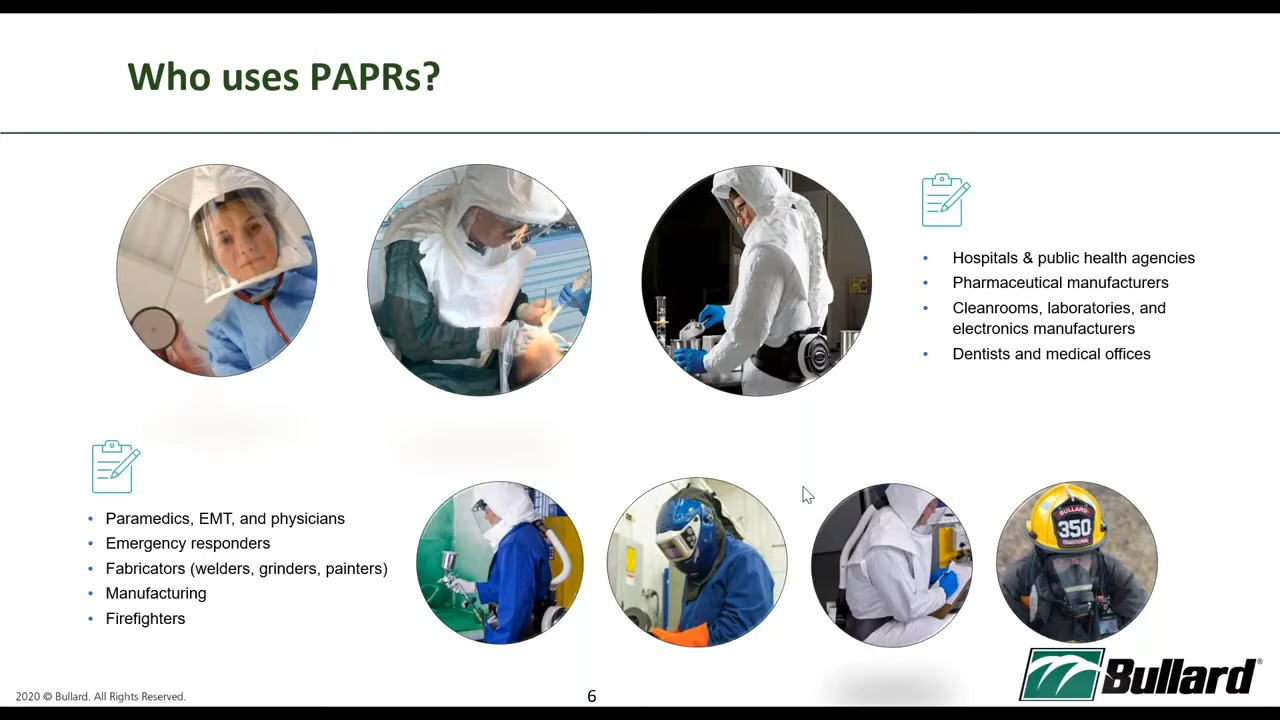 Who uses PAPRs?
• Hospitals & public health agencies
• Pharmaceutical manufacturers
• Cleanrooms, laboratories, and
electronics manufacturers
• Dentists and medical offices
• Paramedics, EMT, and physicians
• Emergency responders
• Fabricators (welders, grinders, painters)
• Manufacturing
• Firefighters
BULLARD
350
TRADITIONAL
Bullard®
2020 © Bullard. All Rights Reserved.
6